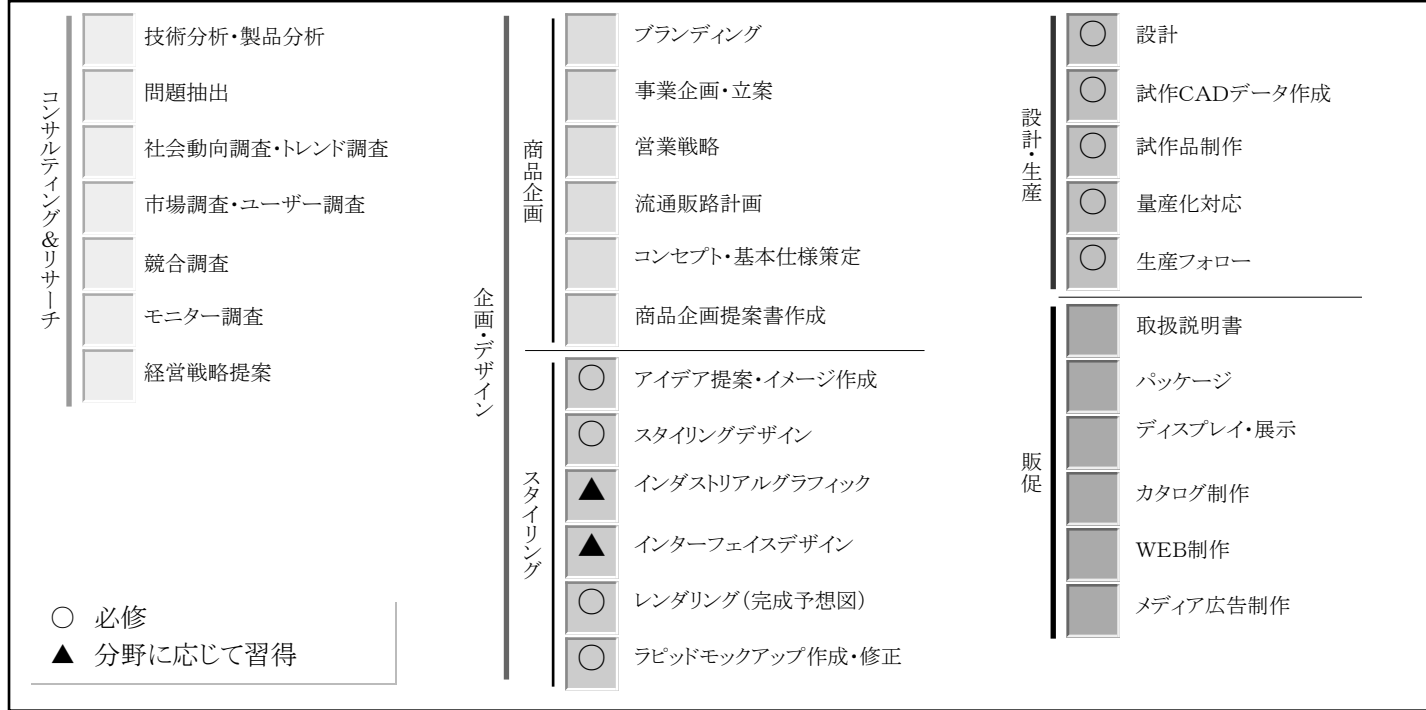 コンサルティング&リサーチ
技術分析・製品分析
問題抽出
社会動向調査・トレンド調査
市場調査・ユーザー調査
競合調査
モニター調査
経営戦略提案
企画・デザイン
商品企画
ブランディング
事業企画・立案
営業戦略
流通販路計画
コンセプト・基本仕様策定
商品企画提案書作成
スタイリング
○ アイデア提案・イメージ作成
○ スタイリングデザイン
▲ インダストリアルグラフィック
▲ インターフェイスデザイン
○ レンダリング(完成予想図)
○ ラピッドモックアップ作成・修正
設計・生産
○ 設計
○ 試作CADデータ作成
○ 試作品制作
○ 量産化対応
○ 生産フォロー
販促
取扱説明書
パッケージ
ディスプレイ・展示
カタログ制作
WEB制作
メディア広告制作
○ 必修
▲ 分野に応じて習得